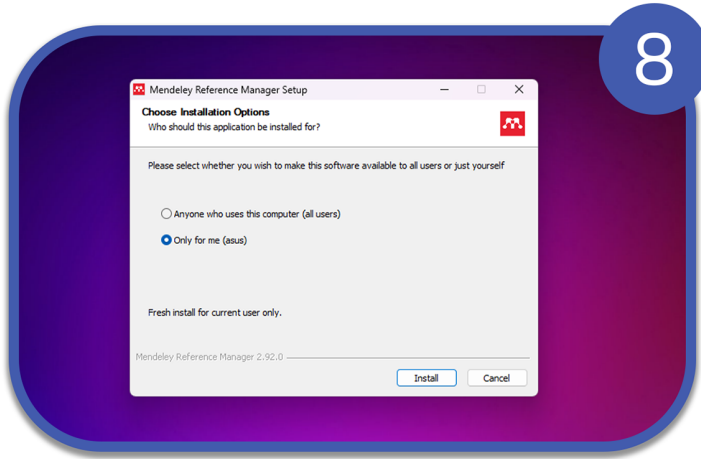 8
Mendeley Reference Manager Setup
Choose Installation Options
Who should this application be installed for?
Please select whether you wish to make this software available to all users or just yourself
Anyone who uses this computer (all users)
Only for me (asus)
Fresh install for current user only.
Mendeley Reference Manager 2.92.0
Install Cancel